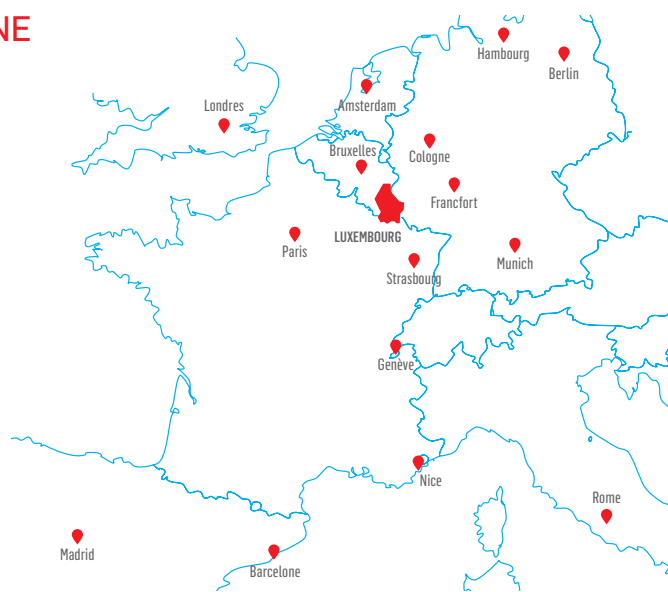 NE
Hambourg
Berlin
Londres
Amsterdam
Bruxelles
Cologne
Francfort
LUXEMBOURG
Paris
Munich
Strasbourg
Genève
Nice
Rome
Madrid
Barcelone